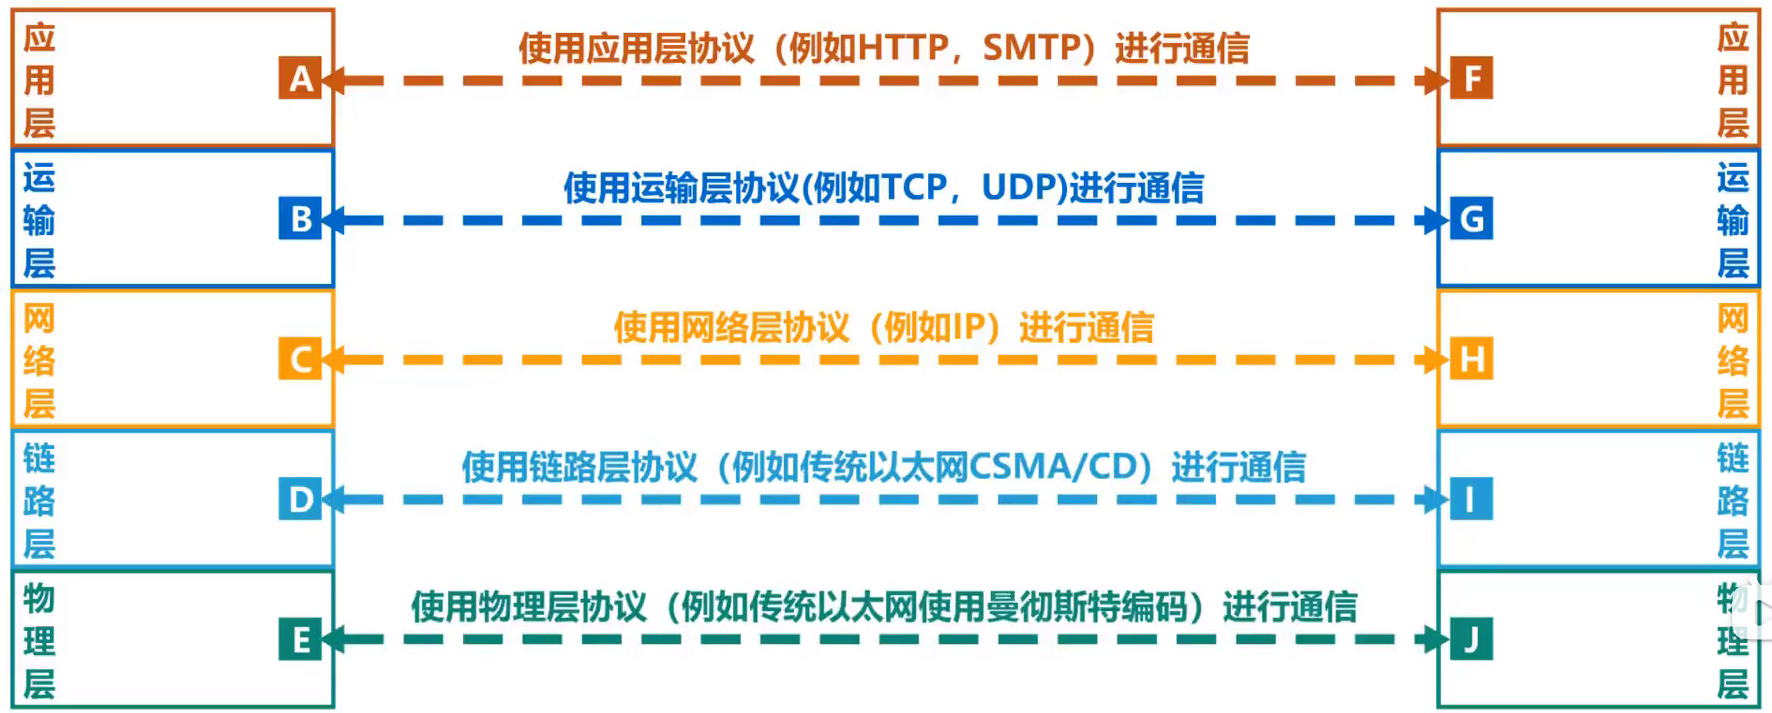 应用层
A
使用应用层协议（例如HTTP，SMTP）进行通信
F
应用层
运输层
B
使用运输层协议(例如TCP，UDP)进行通信
G
运输层
网络层
C
使用网络层协议（例如IP）进行通信
H
网络层
链路层
D
使用链路层协议（例如传统以太网CSMA/CD）进行通信
I
链路层
物理层
E
使用物理层协议（例如传统以太网使用曼彻斯特编码）进行通信
J
物理层